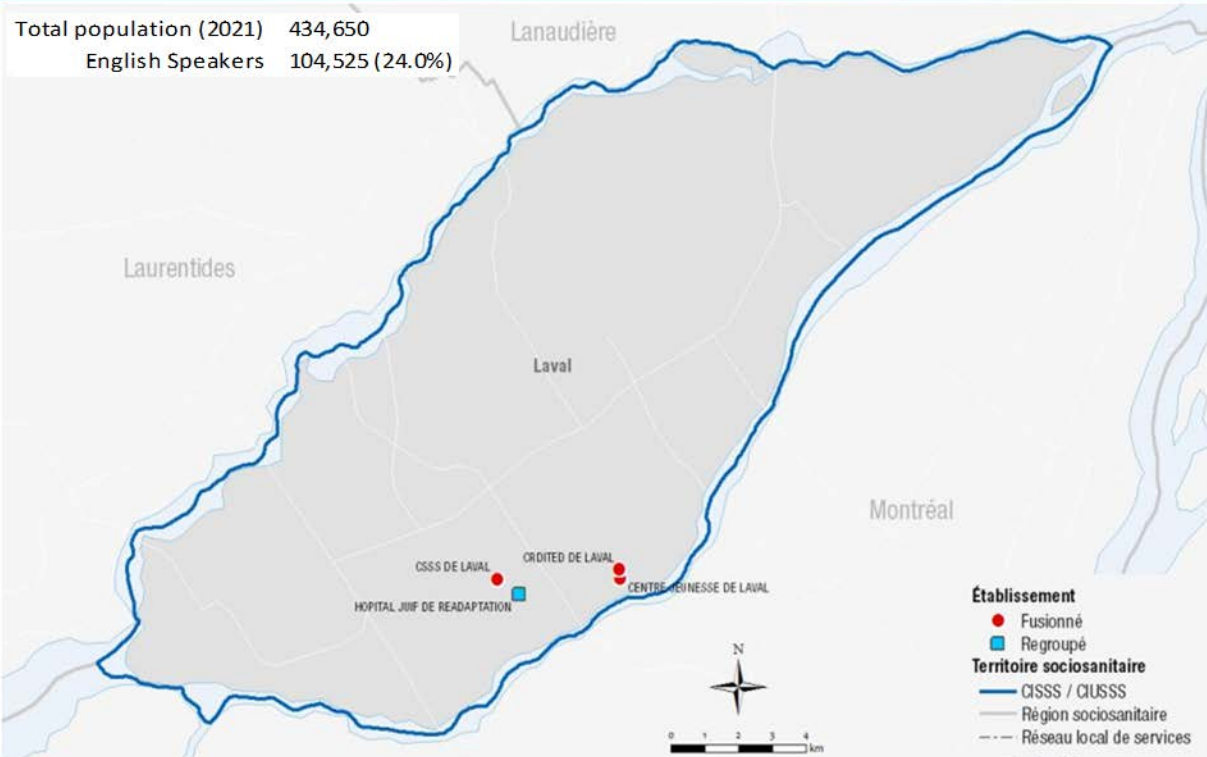 Total population (2021) 434,650
English Speakers 104,525 (24.0%)
Lanaudière
Laurentides
Laval
Montréal
CSSS DE LAVAL
CRDITED DE LAVAL
CENTRE JEUNESSE DE LAVAL
HOPITAL JUIF DE READAPTATION
N
0 1 2 3 4
km
Établissement
Fusionné
Regroupé
Territoire sociosanitaire
CISSS / CIUSSS
Région sociosanitaire
Réseau local de services